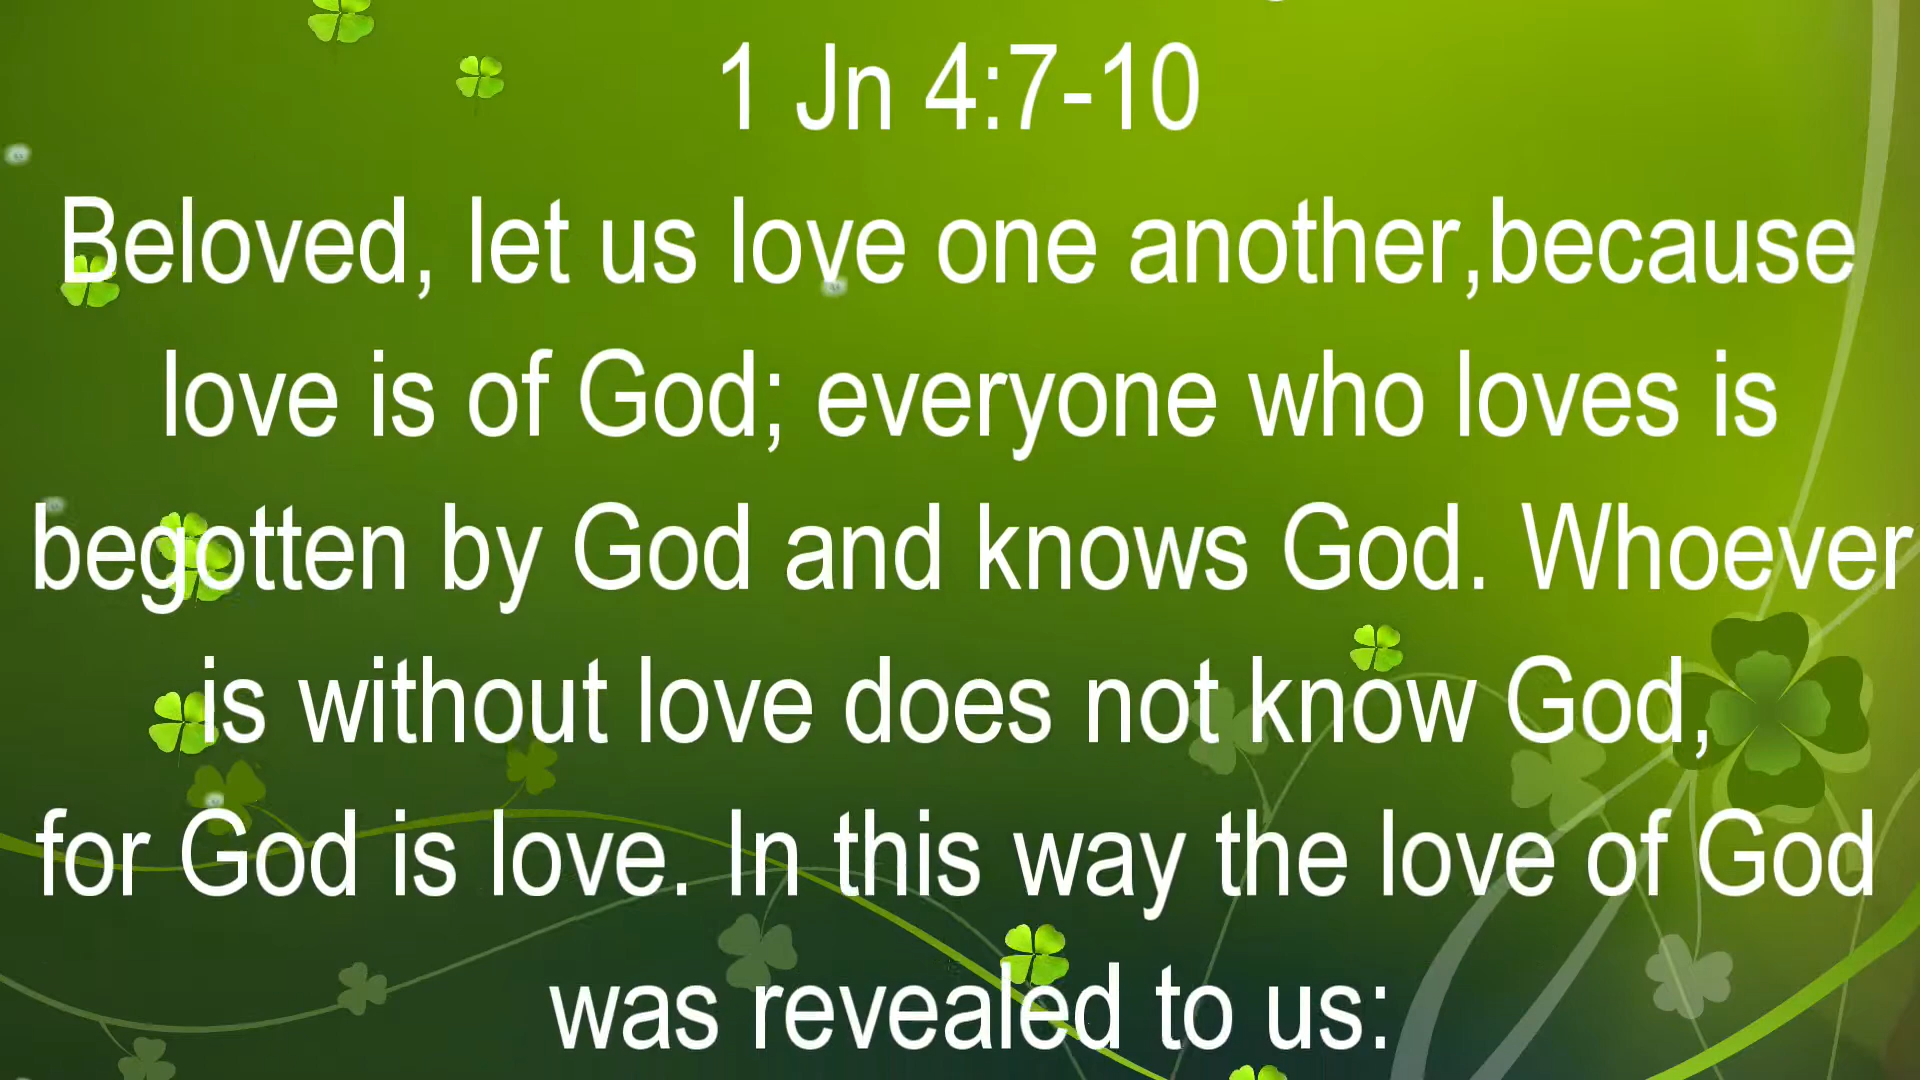 1 Jn 4:7-10
Beloved, let us love one another,because
love is of God; everyone who loves is
begotten by God and knows God. Whoever
is without love does not know God,
for God is love. In this way the love of God
was revealed to us: